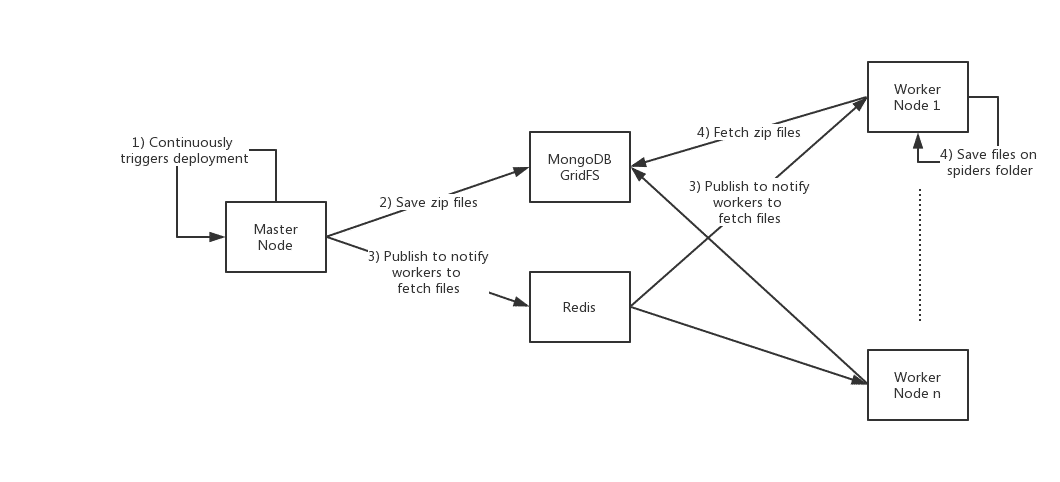 1) Continuously
triggers deployment
Master
Node
2) Save zip files
3) Publish to notify
workers to
fetch files
MongoDB
GridFS
Redis
4) Fetch zip files
3) Publish to notify
workers to
fetch files
Worker
Node 1
4) Save files on
spiders folder
Worker
Node n